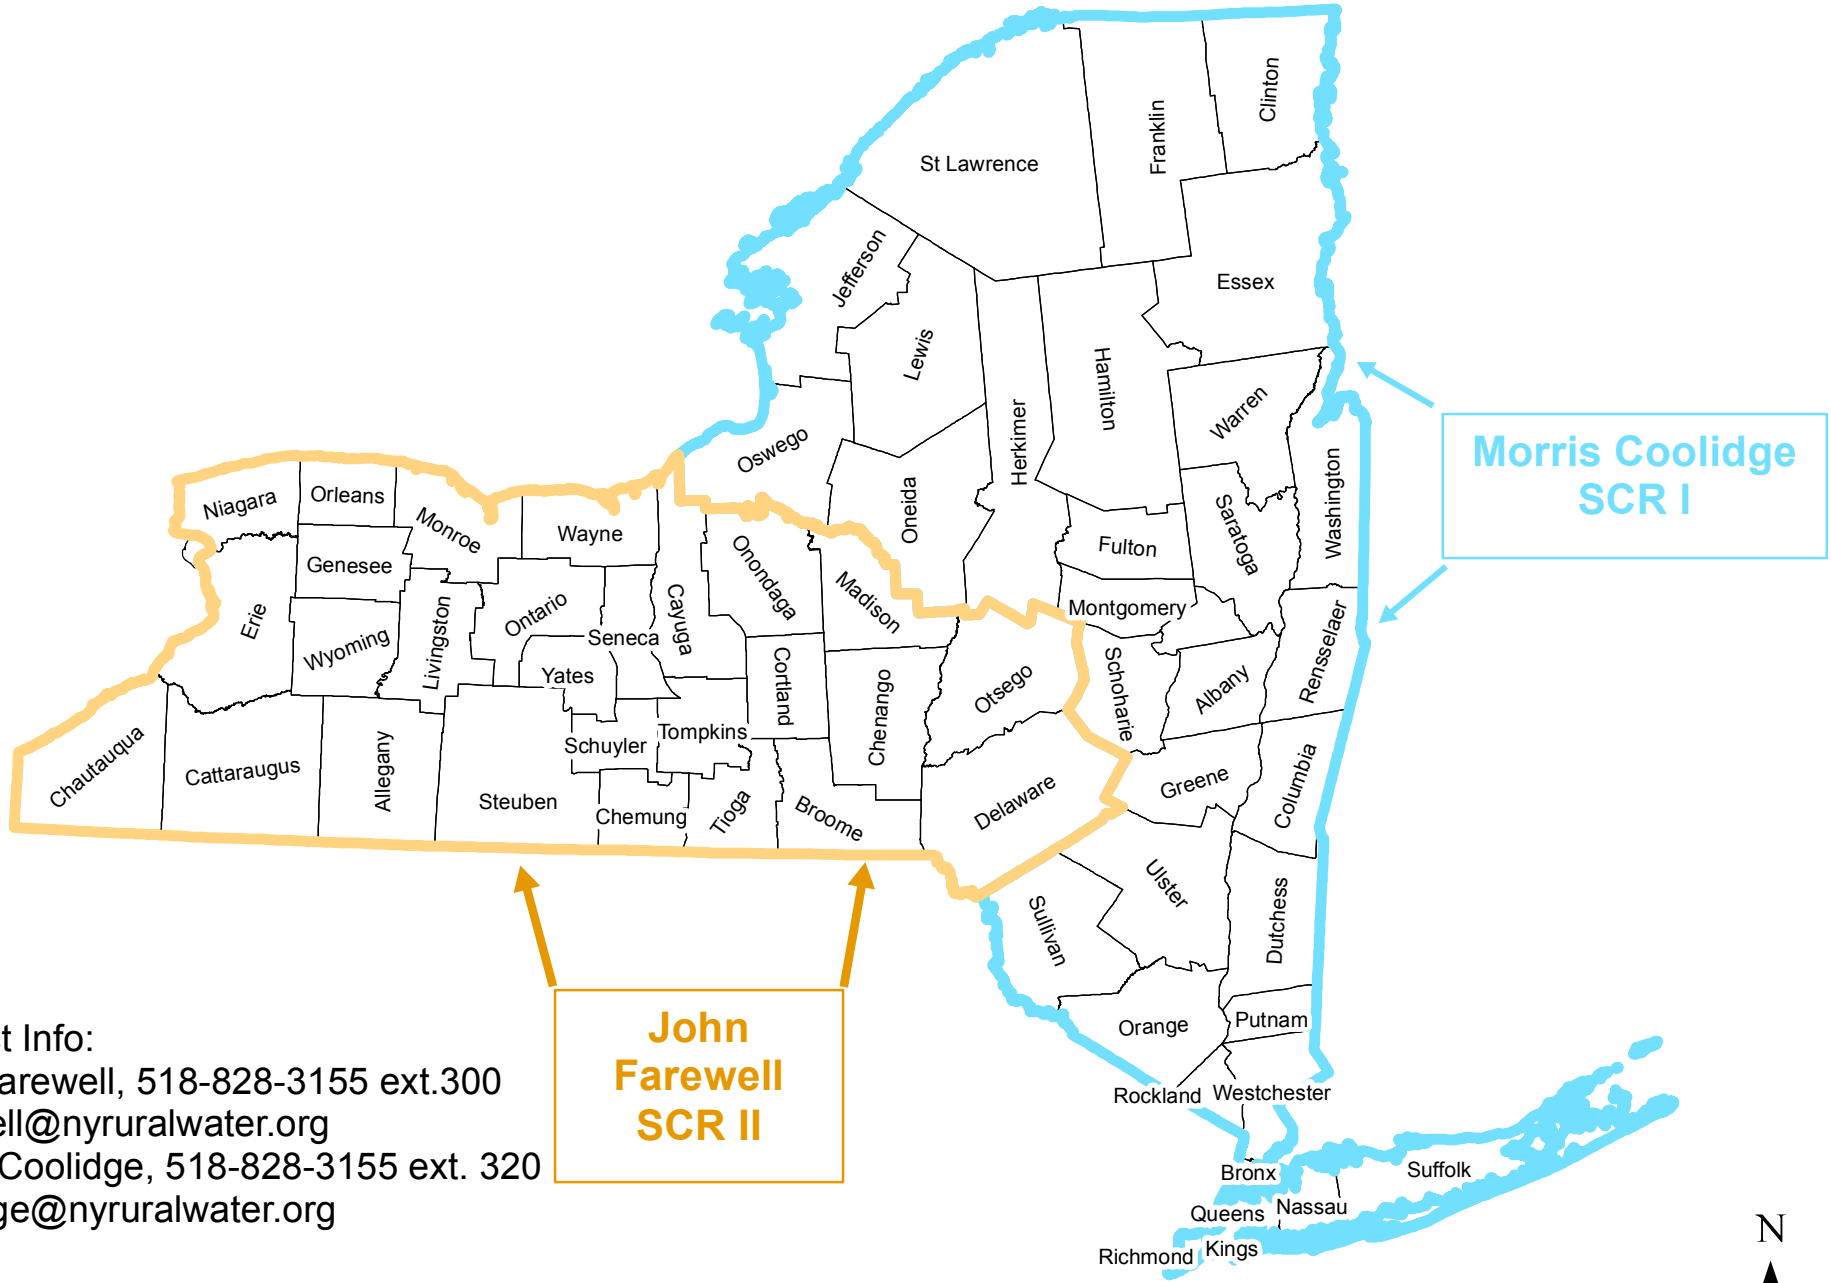 Clinton
Franklin
St Lawrence
Jefferson
Essex
Lewis
Hamilton
Herkimer
Warren
Oswego
Oneida
Washington
Saratoga
Fulton
Montgomery
Morris Coolidge
SCR I
Niagara
Orleans
Monroe
Wayne
Genesee
Onondaga
Madison
Erie
Wyoming
Livingston
Ontario
Seneca
Cayuga
Yates
Cortland
Chenango
Otsego
Schoharie
Albany
Rensselaer
Chautauqua
Cattaraugus
Allegany
Steuben
Schuyler
Tompkins
Chemung
Tioga
Broome
Delaware
Greene
Columbia
Ulster
Sullivan
Dutchess
Orange
Putnam
Rockland
Westchester
Bronx
Suffolk
Queens
Nassau
Richmond
Kings
John
Farewell
SCR II
st Info:
arewell, 518-828-3155 ext.300
ell@nyruralwater.org
Coolidge, 518-828-3155 ext. 320
ge@nyruralwater.org
N